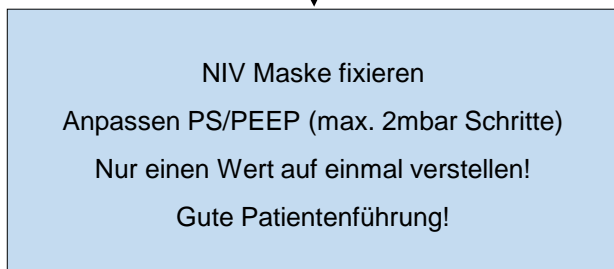 NIV Maske fixieren
Anpassen PS/PEEP (max. 2mbar Schritte)
Nur einen Wert auf einmal verstellen!
Gute Patientenführung!